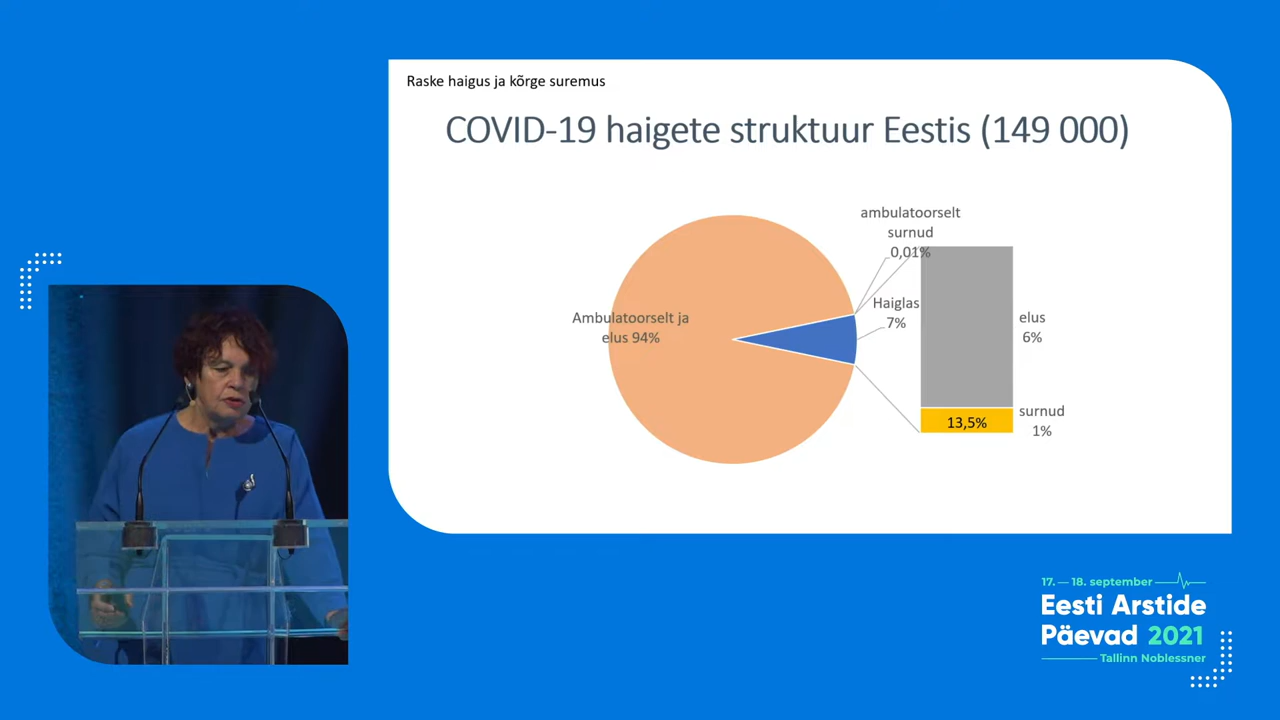 Raske haigus ja kõrge suremus
COVID-19 haigete struktuur Eestis (149 000)
ambulatoorselt
surnud
0,01%
Haiglas
7%
Ambulatoorselt ja
elus 94%
elus
6%
surnud
1%
13,5%
17. — 18. september
Eesti Arstide
Päevad 2021
Tallinn Noblessner